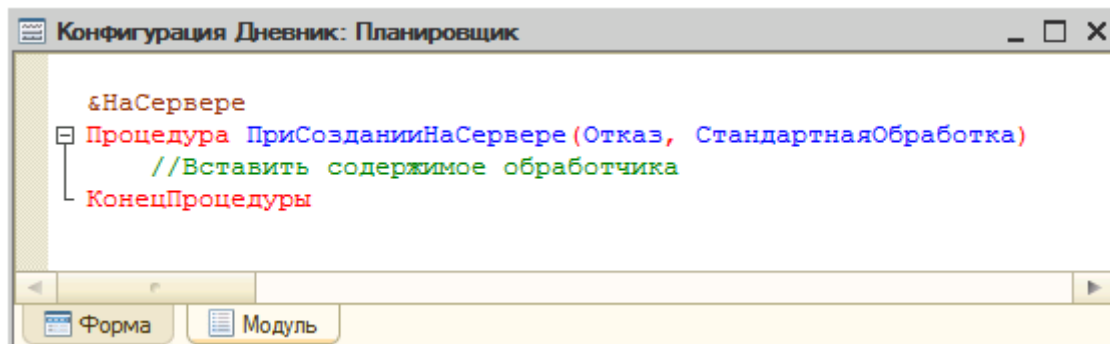 Конфигурация Дневник: Планировщик
&НаСервере
Процедура ПриСозданииНаСервере(Отказ, СтандартнаяОбработка)
//Вставить содержимое обработчика
КонецПроцедуры
Форма Модуль